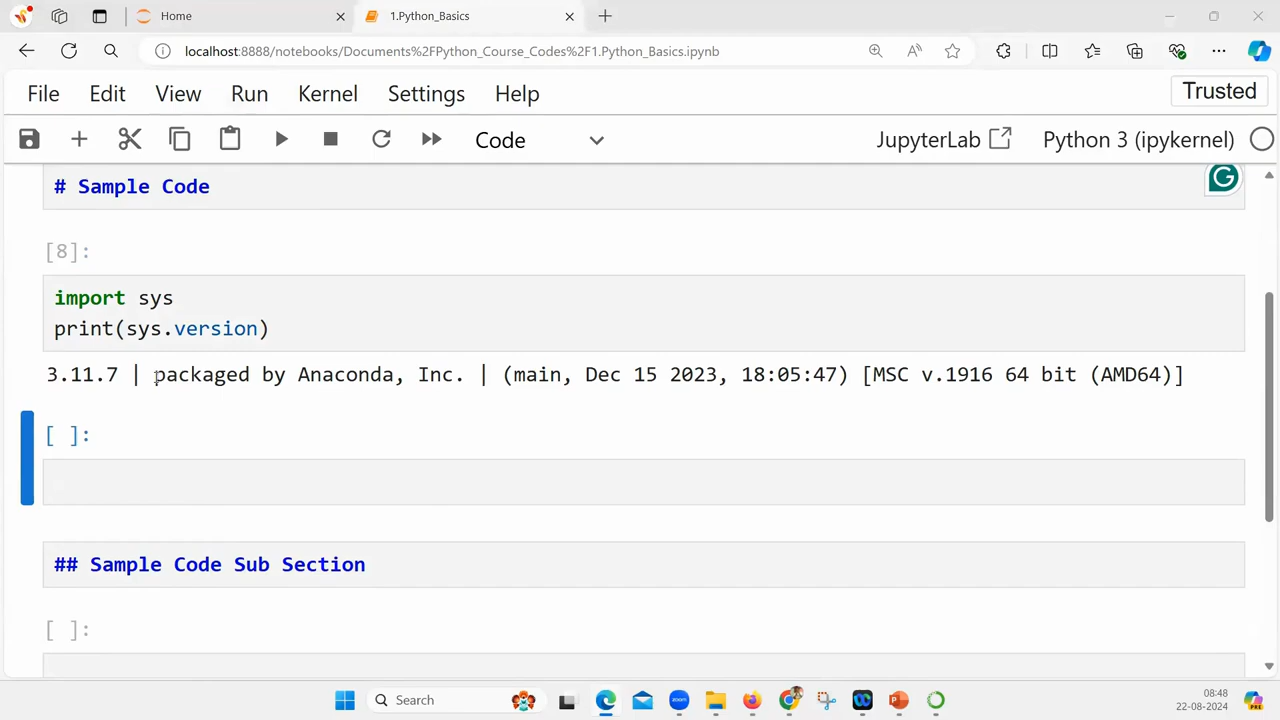 Home
1.Python_Basics
localhost:8888/notebooks/Documents%2FPython_Course_Codes%2F1.Python_Basics.ipynb
File Edit View Run Kernel Settings Help Trusted
Code JupyterLab Python 3 (ipykernel)
# Sample Code
[8]:
import sys
print(sys.version)
3.11.7 | packaged by Anaconda, Inc. | (main, Dec 15 2023, 18:05:47) [MSC v.1916 64 bit (AMD64)]
[ ]:
## Sample Code Sub Section
[ ]:
Search
08:48
22-08-2024